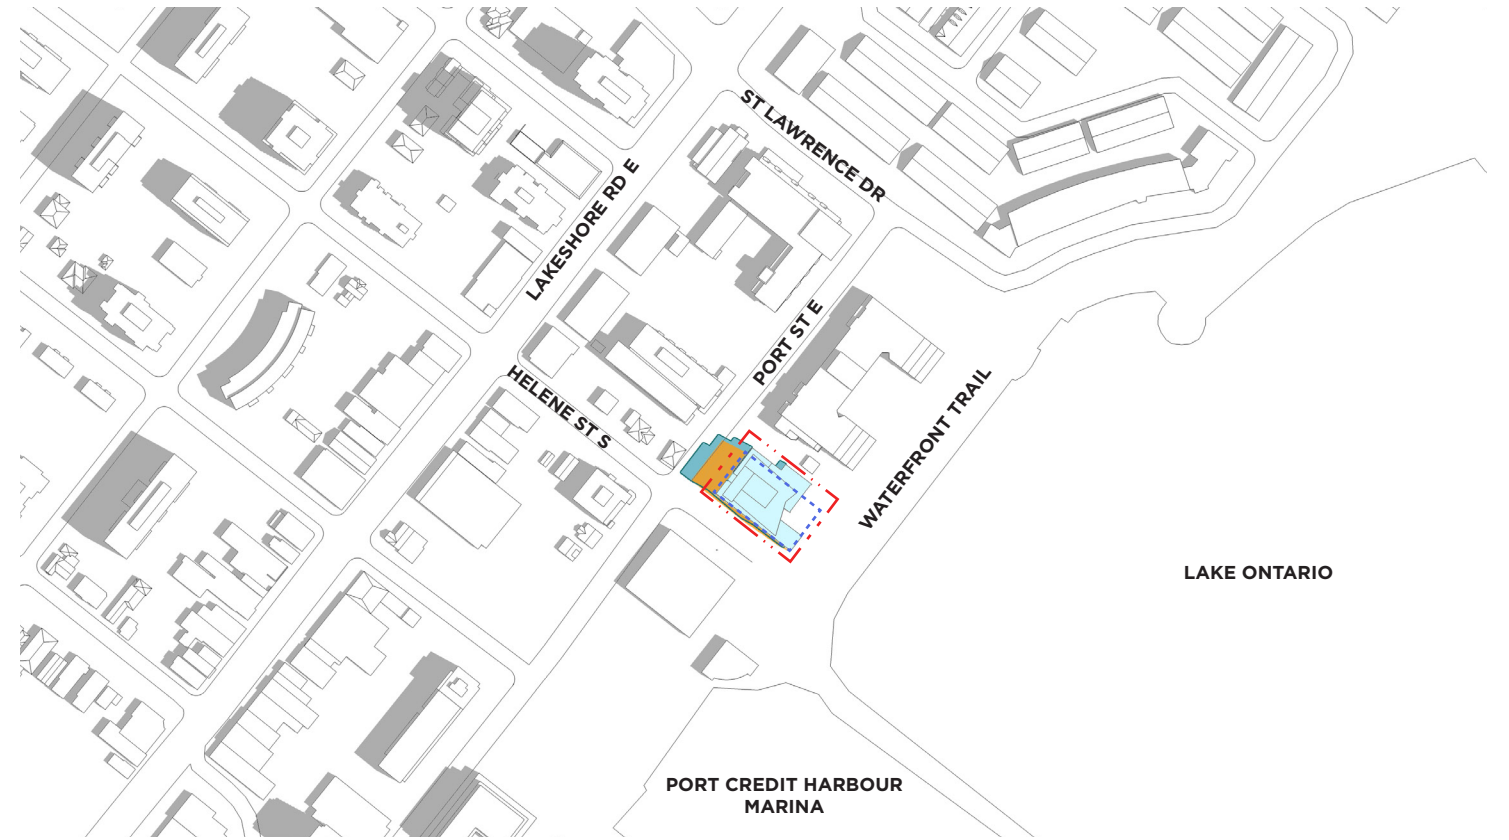 ST LAWRENCE DR
LAKESHORE RD E
PORT ST E
HELENE ST S
WATERFRONT TRAIL
LAKE ONTARIO
PORT CREDIT HARBOUR
MARINA